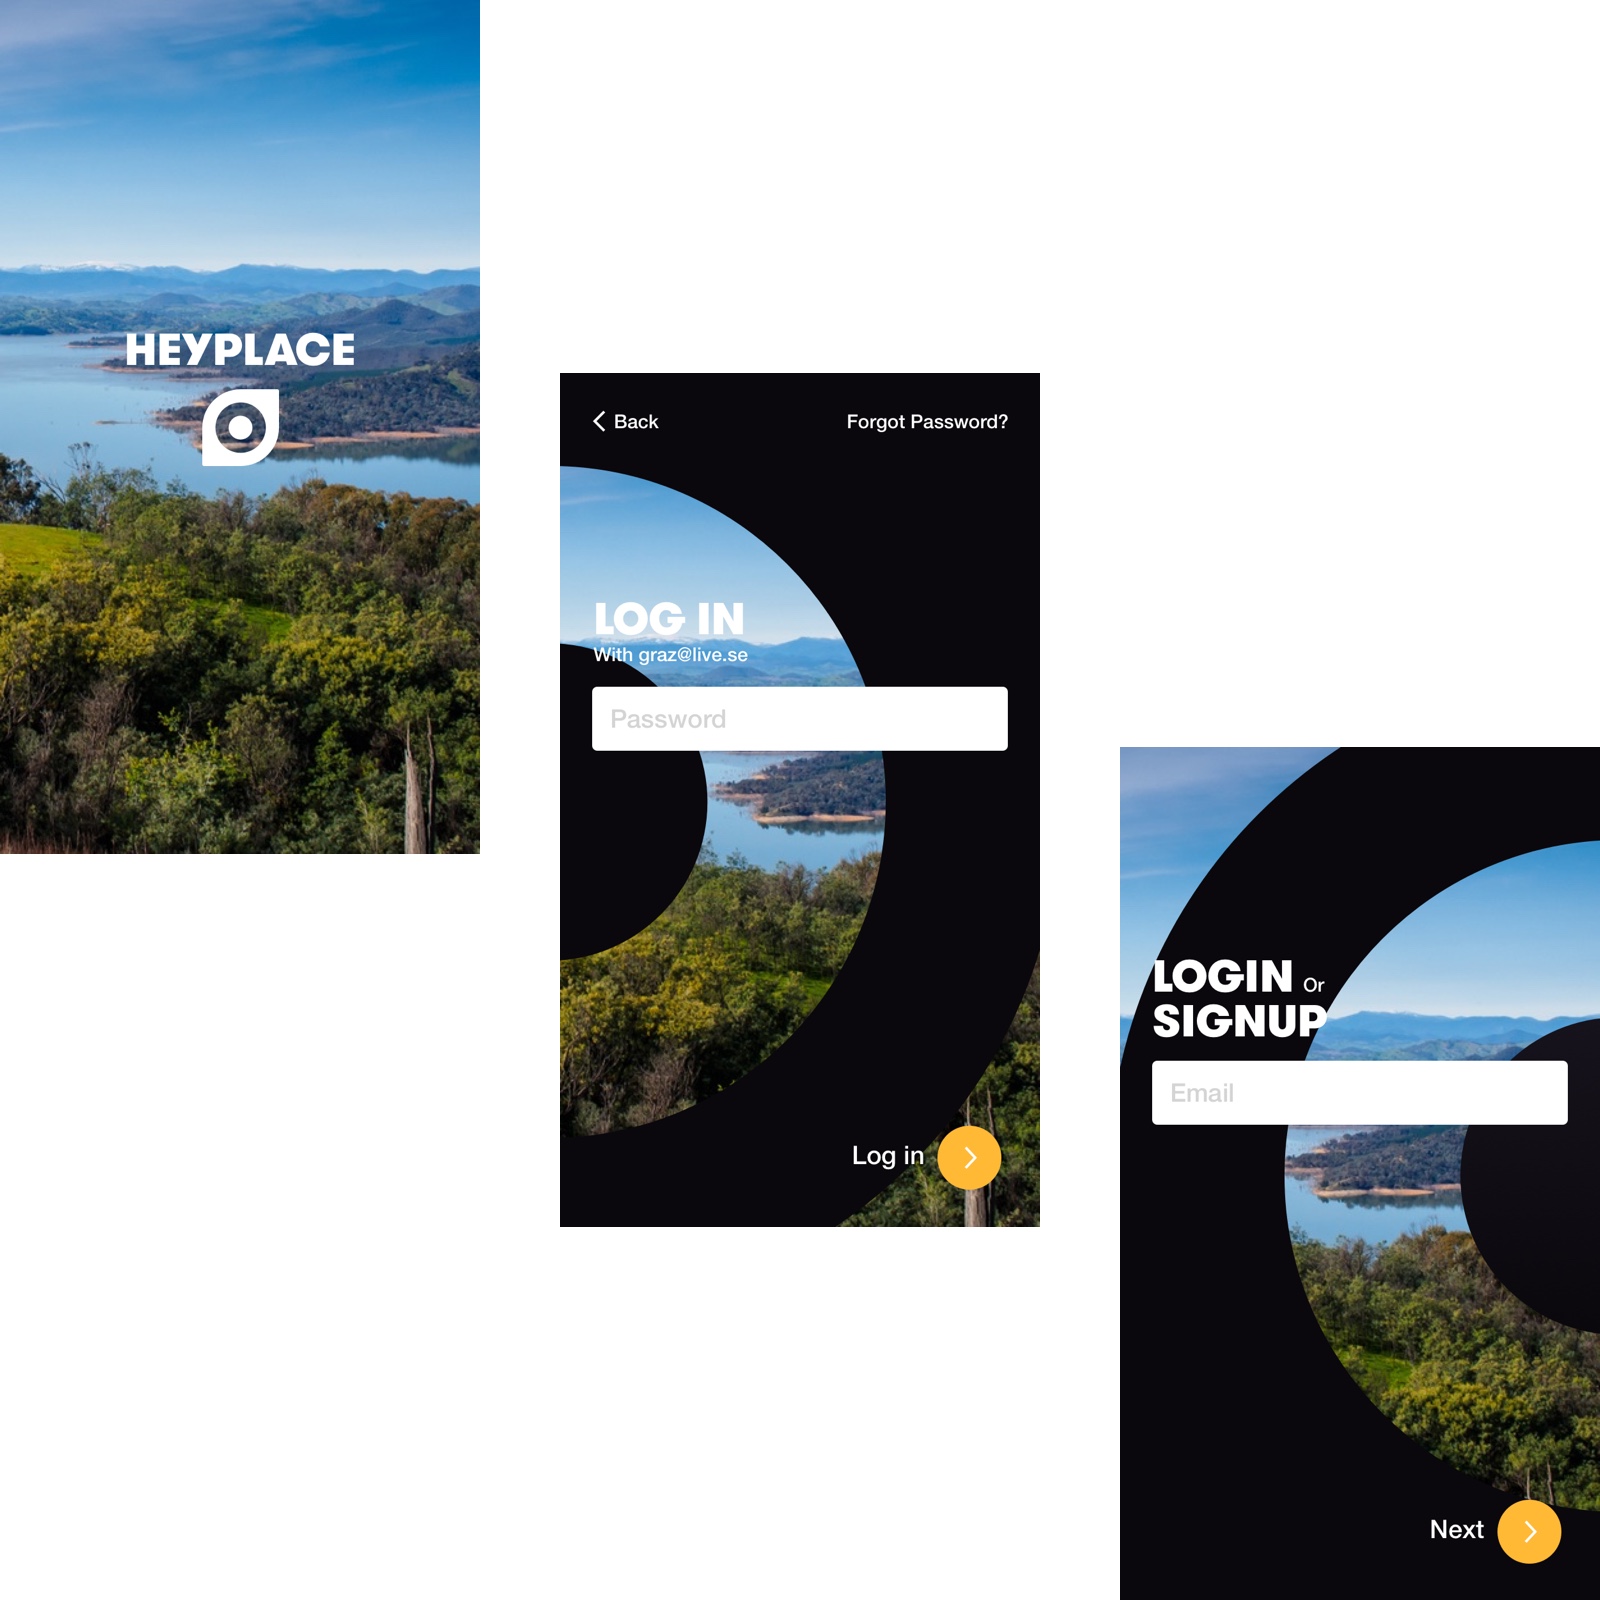 HEYPLACE
Back
Forgot Password?
LOG IN
With graz@live.se
Password
Log in
LOGIN Or
SIGNUP
Email
Next